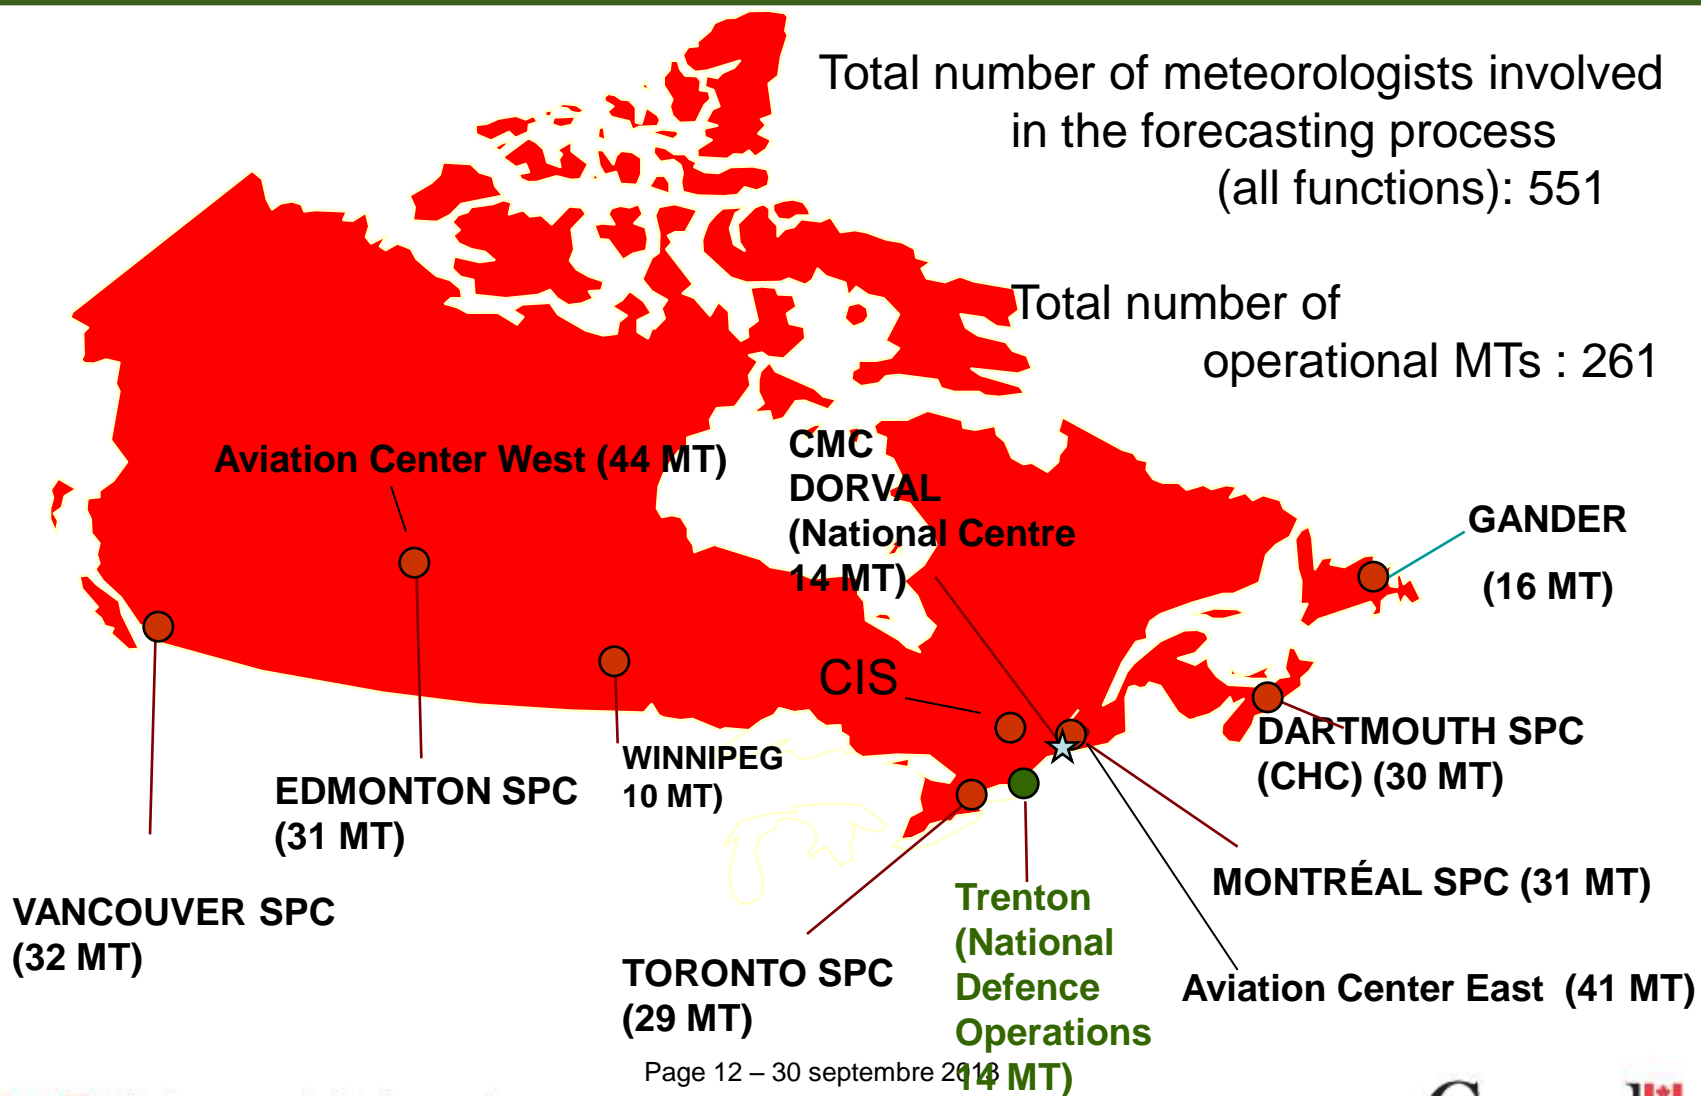 Total number of meteorologists involved
in the forecasting process
(all functions): 551
Total number of
operational MTs : 261
Aviation Center West (44 MT)
CMC
DORVAL
(National Centre
14 MT)
GANDER
(16 MT)
CIS
DARTMOUTH SPC
(CHC) (30 MT)
WINNIPEG
10 MT)
EDMONTON SPC
(31 MT)
MONTRÉAL SPC (31 MT)
VANCOUVER SPC
(32 MT)
Trenton
(National
Defence
Operations
14 MT)
TORONTO SPC
(29 MT)
Aviation Center East (41 MT)
Page 12 – 30 septembre 2013